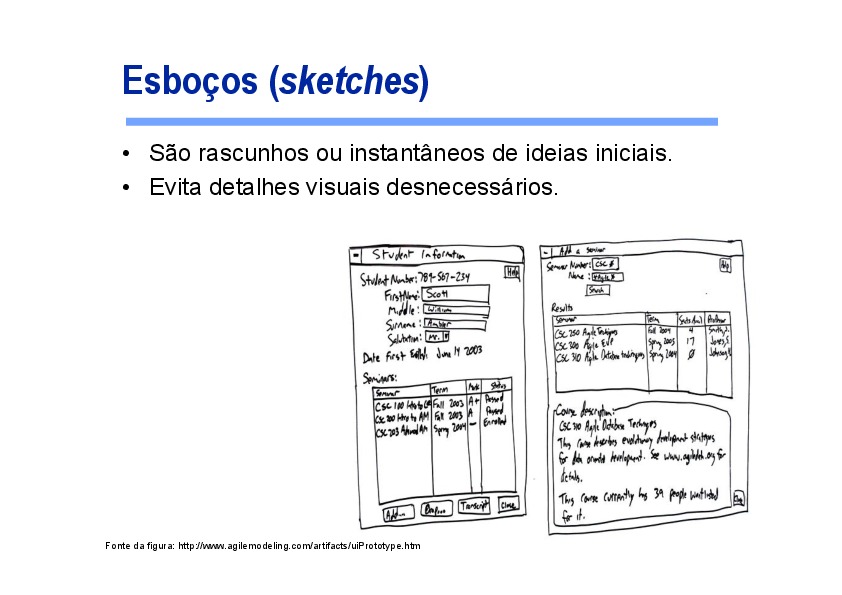 Esboços (sketches)
• São rascunhos ou instantâneos de ideias iniciais.
• Evita detalhes visuais desnecessários.
Student Information
Help
Student Number: 789-567-234
First Name: Scott
Middle: William
Surname: Ambler
Salutation: Mr.
Date First June 14 2003
Seminars:
Seminar Term Mark Status
CSC 100 Intro to Fall 2003 A+ Passed
CSC 200 Intro to AM Fall 2003 A Passed
CSC 203 AM Spring 2004 — Enrolled
Add... Drop... Transcript Close
Add a Seminar
Help
Seminar Number: CSC #
Name: *Agile*
Search
Results
Seminar Term Seats Avail Professor
CSC 250 Agile Techniques Fall 2004 4 Smith, J.
CSC 300 Agile EUP Spring 2005 17 Jones, S.
CSC 310 Agile Database techniques Spring 2004 Ø
Course description:
CSC 310 Agile Database Techniques
This course describes evolutionary development strategies
for data oriented development. See www.agiledata.org for
details.
This course currently has 39 people waitlisted
for it.
Fonte da figura: http://www.agilemodeling.com/artifacts/uiPrototype.htm